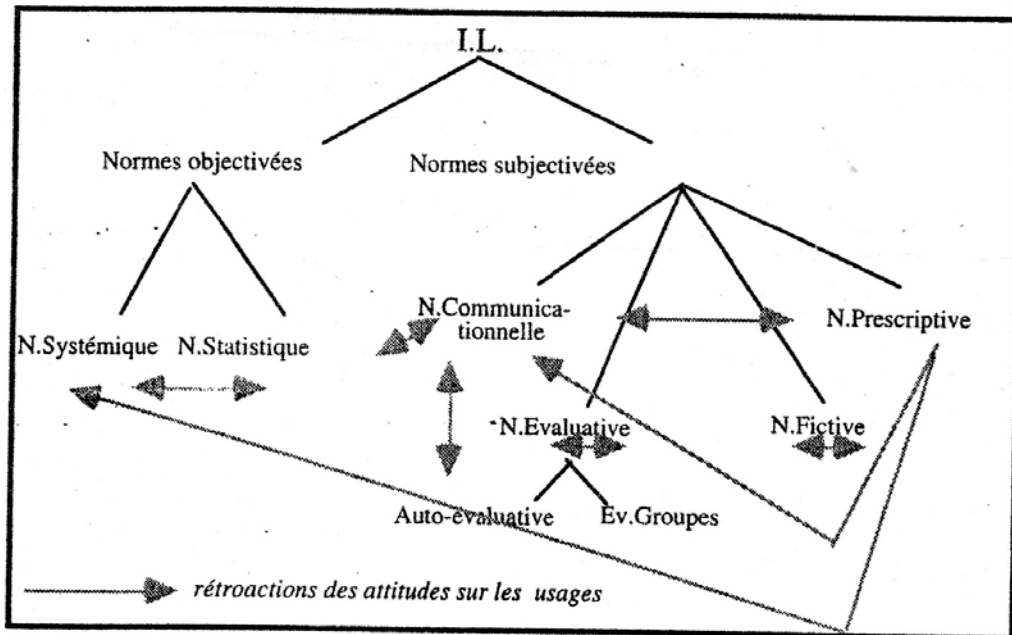 I.L.
Normes objectivées
Normes subjectivées
N.Communica-
tionnelle
N.Prescriptive
N.Systémique
N.Statistique
N.Evaluative
N.Fictive
Auto-évaluative
Ev.Groupes
rétroactions des attitudes sur les usages